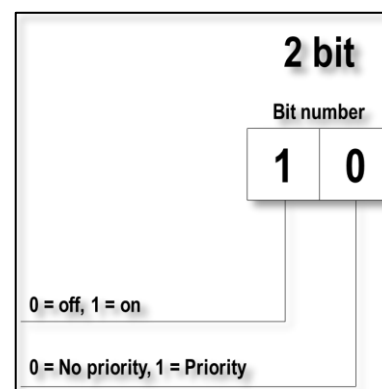 2 bit
Bit number
1 0
0 = off, 1 = on
0 = No priority, 1 = Priority